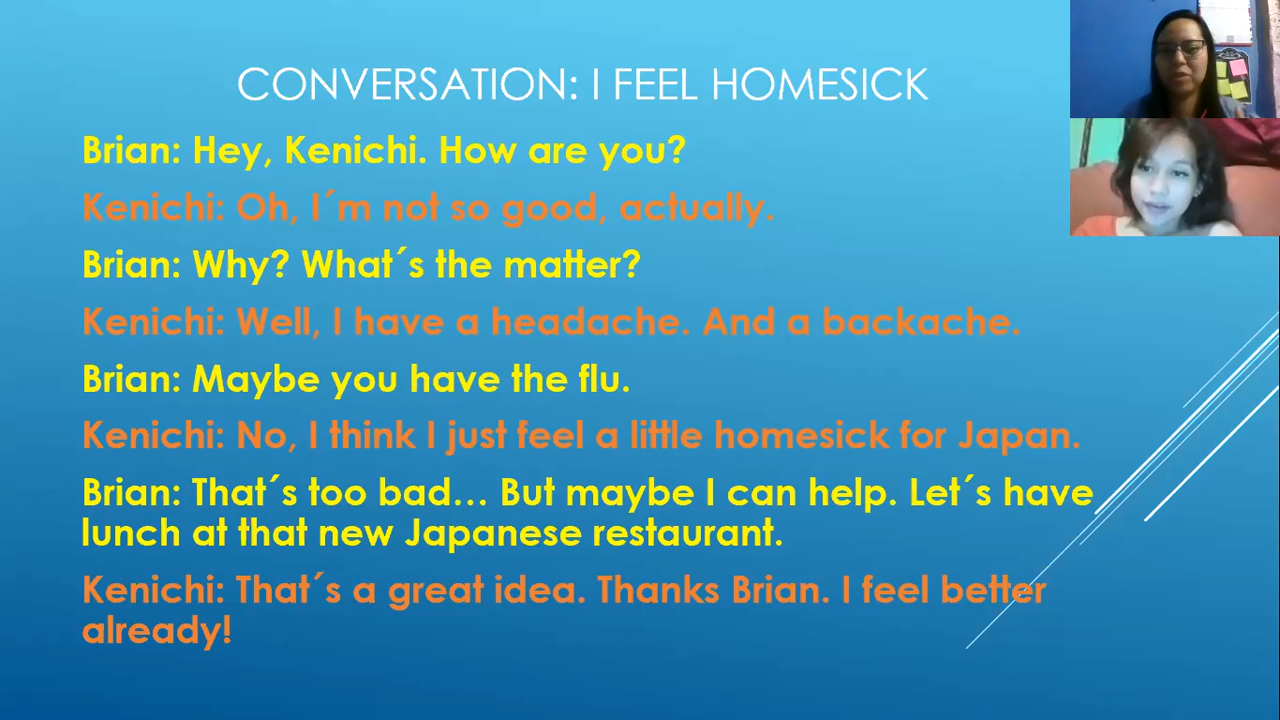 CONVERSATION: I FEEL HOMESICK
Brian: Hey, Kenichi. How are you?
Kenichi: Oh, I´m not so good, actually.
Brian: Why? What´s the matter?
Kenichi: Well, I have a headache. And a backache.
Brian: Maybe you have the flu.
Kenichi: No, I think I just feel a little homesick for Japan.
Brian: That´s too bad… But maybe I can help. Let´s have
lunch at that new Japanese restaurant.
Kenichi: That´s a great idea. Thanks Brian. I feel better
already!